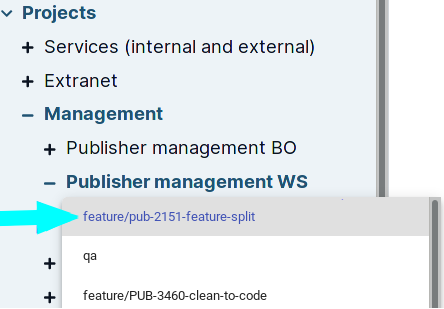 Projects
Services (internal and external)
Extranet
Management
Publisher management BO
Publisher management WS
feature/pub-2151-feature-split
qa
feature/PUB-3460-clean-to-code